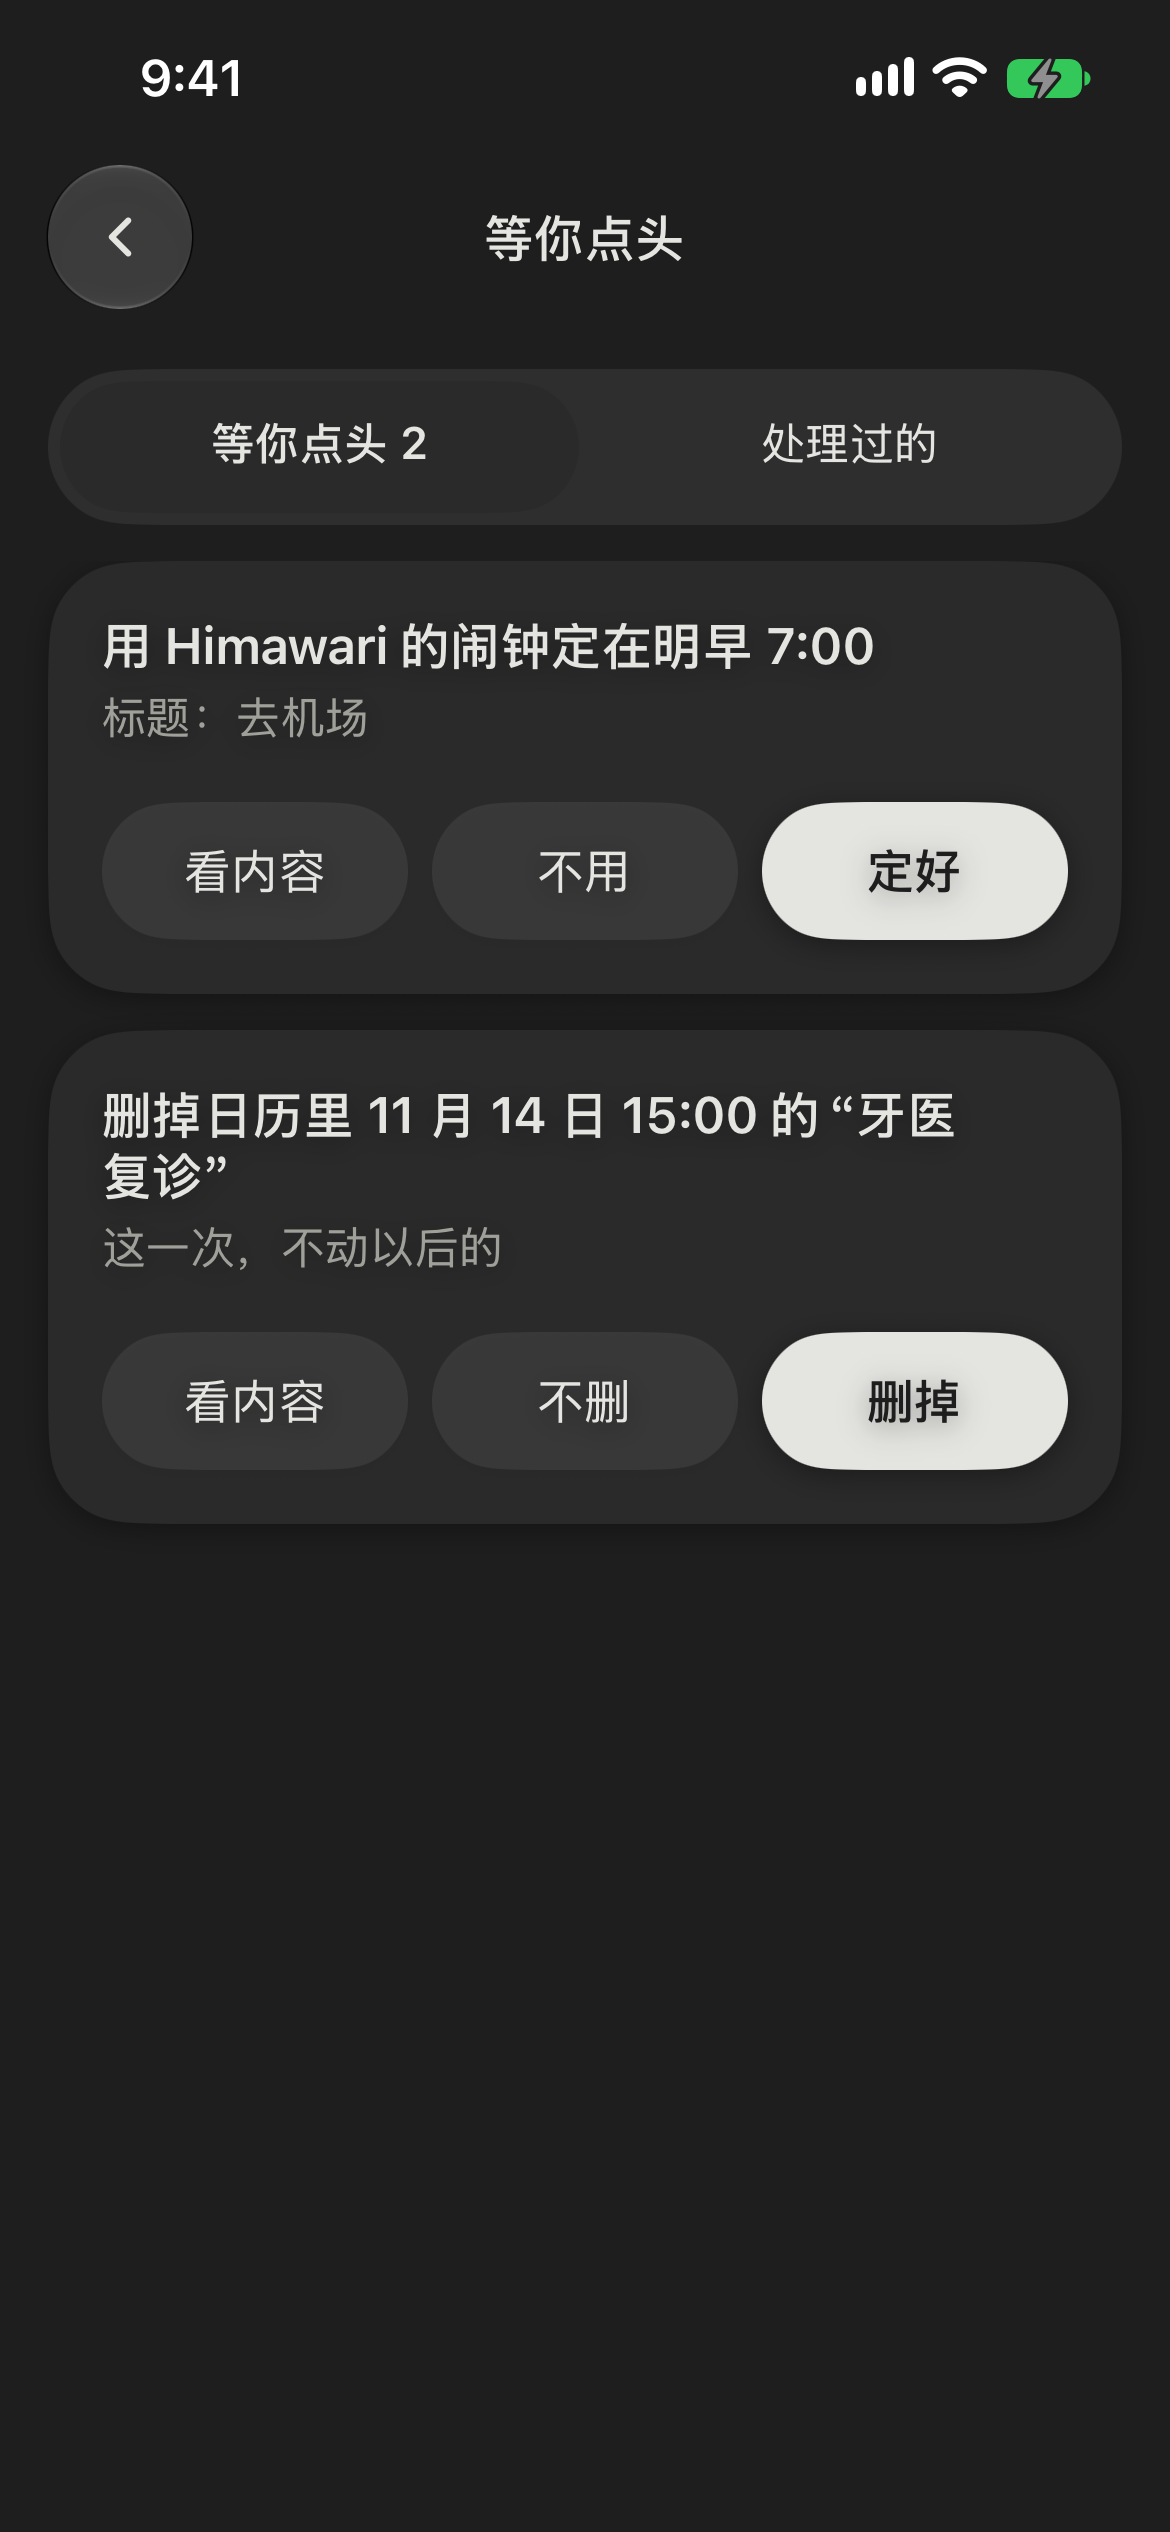 9:41
等你点头
等你点头 2
处理过的
用 Himawari 的闹钟定在明早 7:00
标题：去机场
看内容
不用
定好
删掉日历里 11 月 14 日 15:00 的 “牙医
复诊”
这一次，不动以后的
看内容
不删
删掉